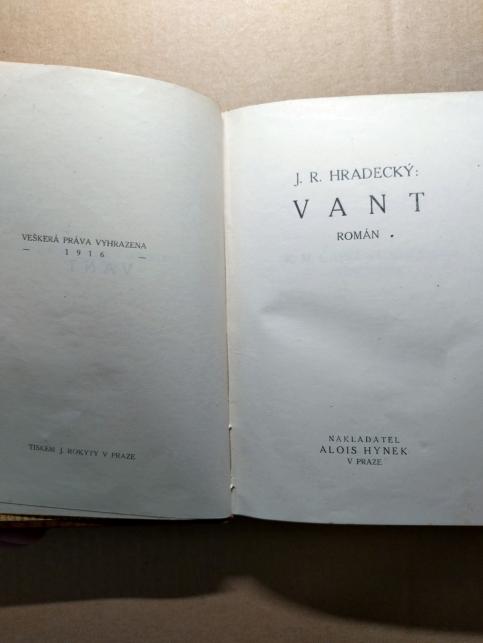 VEŠKERÁ PRÁVA VYHRAZENA
— 1916 —
TISKEM J. ROKYTY V PRAZE
J. R. HRADECKÝ:
VANT
ROMÁN
NAKLADATEL
ALOIS HYNEK
V PRAZE